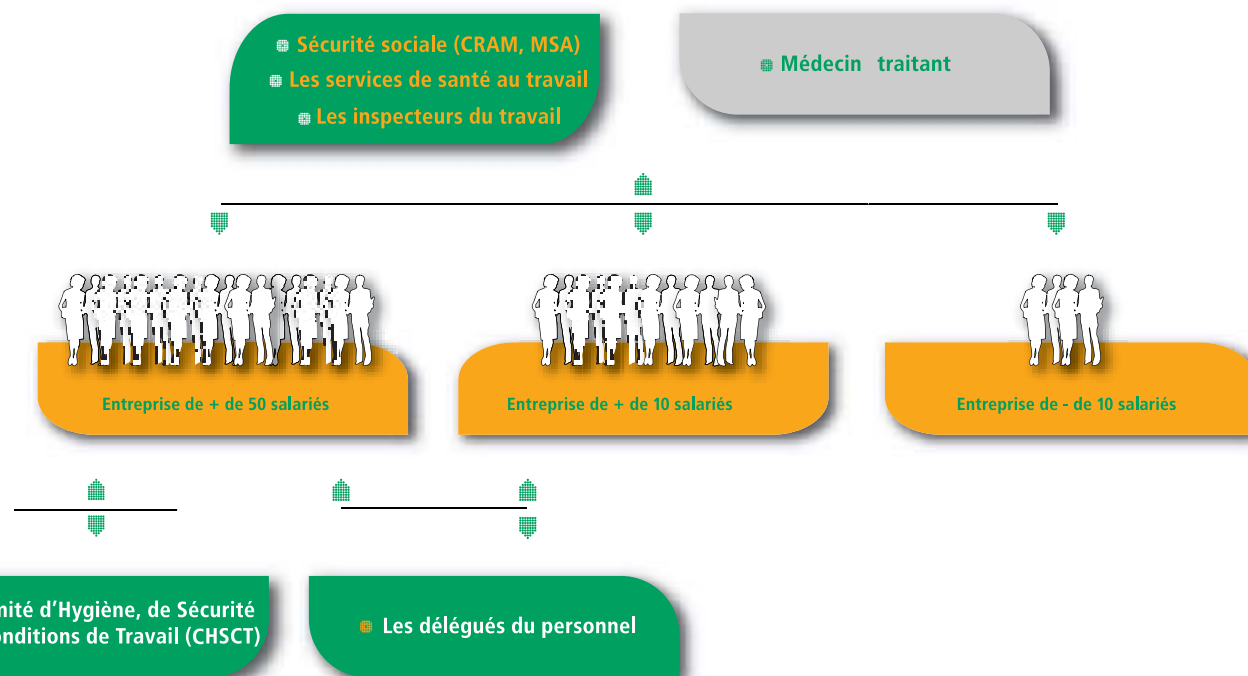 Sécurité sociale (CRAM, MSA)
Les services de santé au travail
Les inspecteurs du travail
Médecin traitant
Entreprise de + de 50 salariés
Entreprise de + de 10 salariés
Entreprise de - de 10 salariés
d’Hygiène, de Sécurité
de Travail (CHSCT)
Les délégués du personnel